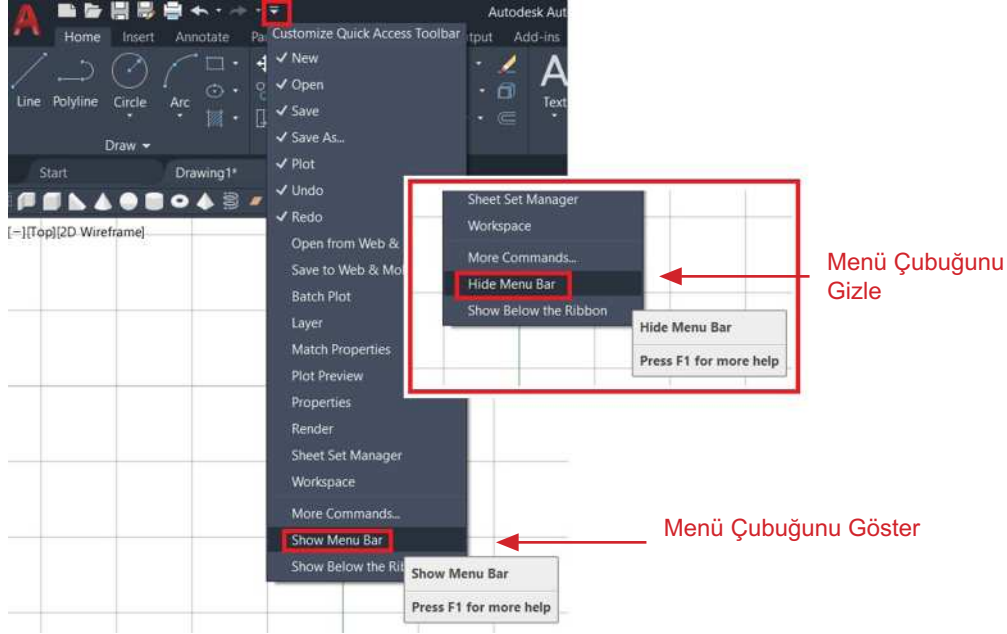 Autodesk Aut
Home Insert Annotate Pa
tput Add-ins
Customize Quick Access Toolbar
Line Polyline Circle Arc
Text
Draw
Start Drawing1*
[−][Top][2D Wireframe]
New
Open
Save
Save As...
Plot
Undo
Redo
Open from Web &
Save to Web & Mo
Batch Plot
Layer
Match Properties
Plot Preview
Properties
Render
Sheet Set Manager
Workspace
More Commands...
Show Menu Bar
Show Below the Ri
Show Menu Bar
Press F1 for more help
Menü Çubuğunu Göster
Sheet Set Manager
Workspace
More Commands...
Hide Menu Bar
Show Below the Ribbon
Hide Menu Bar
Press F1 for more help
Menü Çubuğunu
Gizle